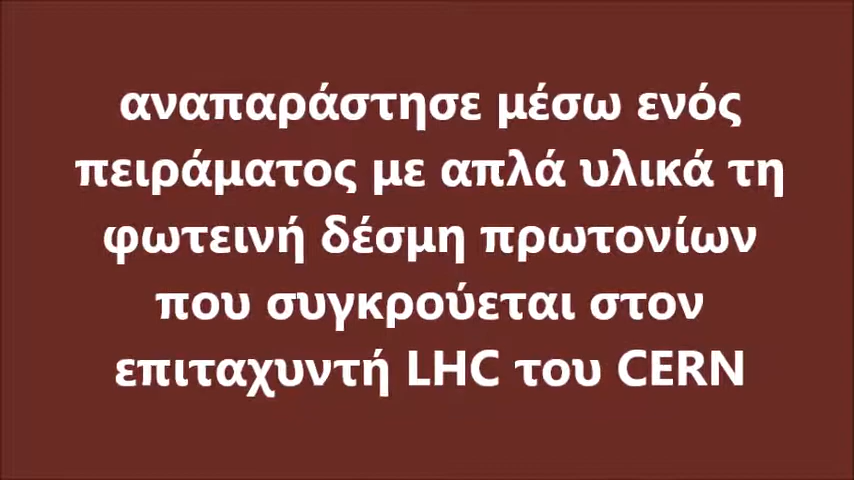 αναπαράστησε μέσω ενός
πειράματος με απλά υλικά τη
φωτεινή δέσμη πρωτονίων
που συγκρούεται στον
επιταχυντή LHC του CERN